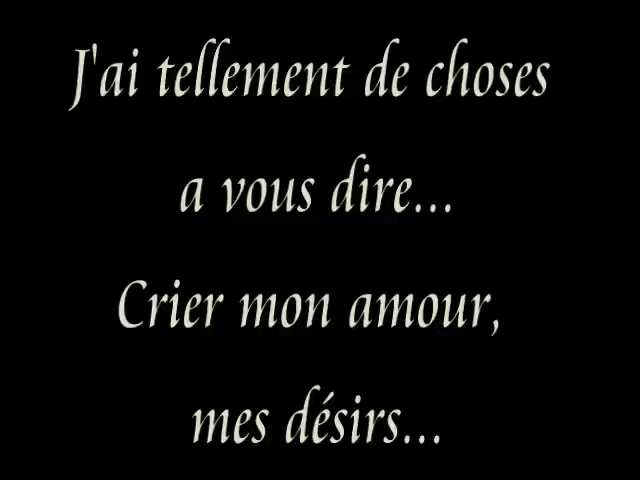 J'ai tellement de choses
a vous dire...
Crier mon amour,
mes désirs...